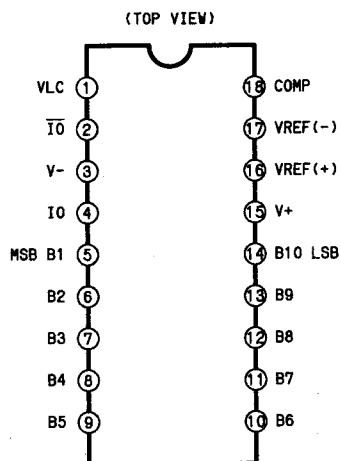 (TOP VIEW)
VLC 1 18 COMP
I̅O̅ 2 17 VREF(-)
V- 3 16 VREF(+)
IO 4 15 V+
MSB B1 5 14 B10 LSB
B2 6 13 B9
B3 7 12 B8
B4 8 11 B7
B5 9 10 B6